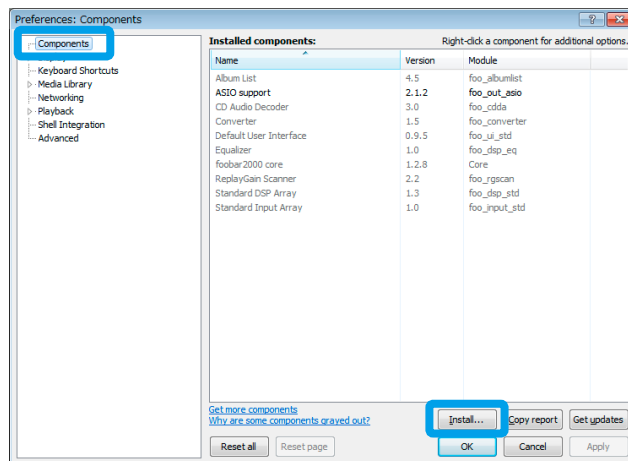 Preferences: Components
Components
Keyboard Shortcuts
Media Library
Networking
Playback
Shell Integration
Advanced
Installed components:
Right-click a component for additional options.
Name Version Module
Album List 4.5 foo_albumlist
ASIO support 2.1.2 foo_out_asio
CD Audio Decoder 3.0 foo_cdda
Converter 1.5 foo_converter
Default User Interface 0.9.5 foo_ui_std
Equalizer 1.0 foo_dsp_eq
foobar2000 core 1.2.8 Core
ReplayGain Scanner 2.2 foo_rgscan
Standard DSP Array 1.3 foo_dsp_std
Standard Input Array 1.0 foo_input_std
Get more components
Why are some components grayed out?
Install... Copy report Get updates
Reset all Reset page OK Cancel Apply